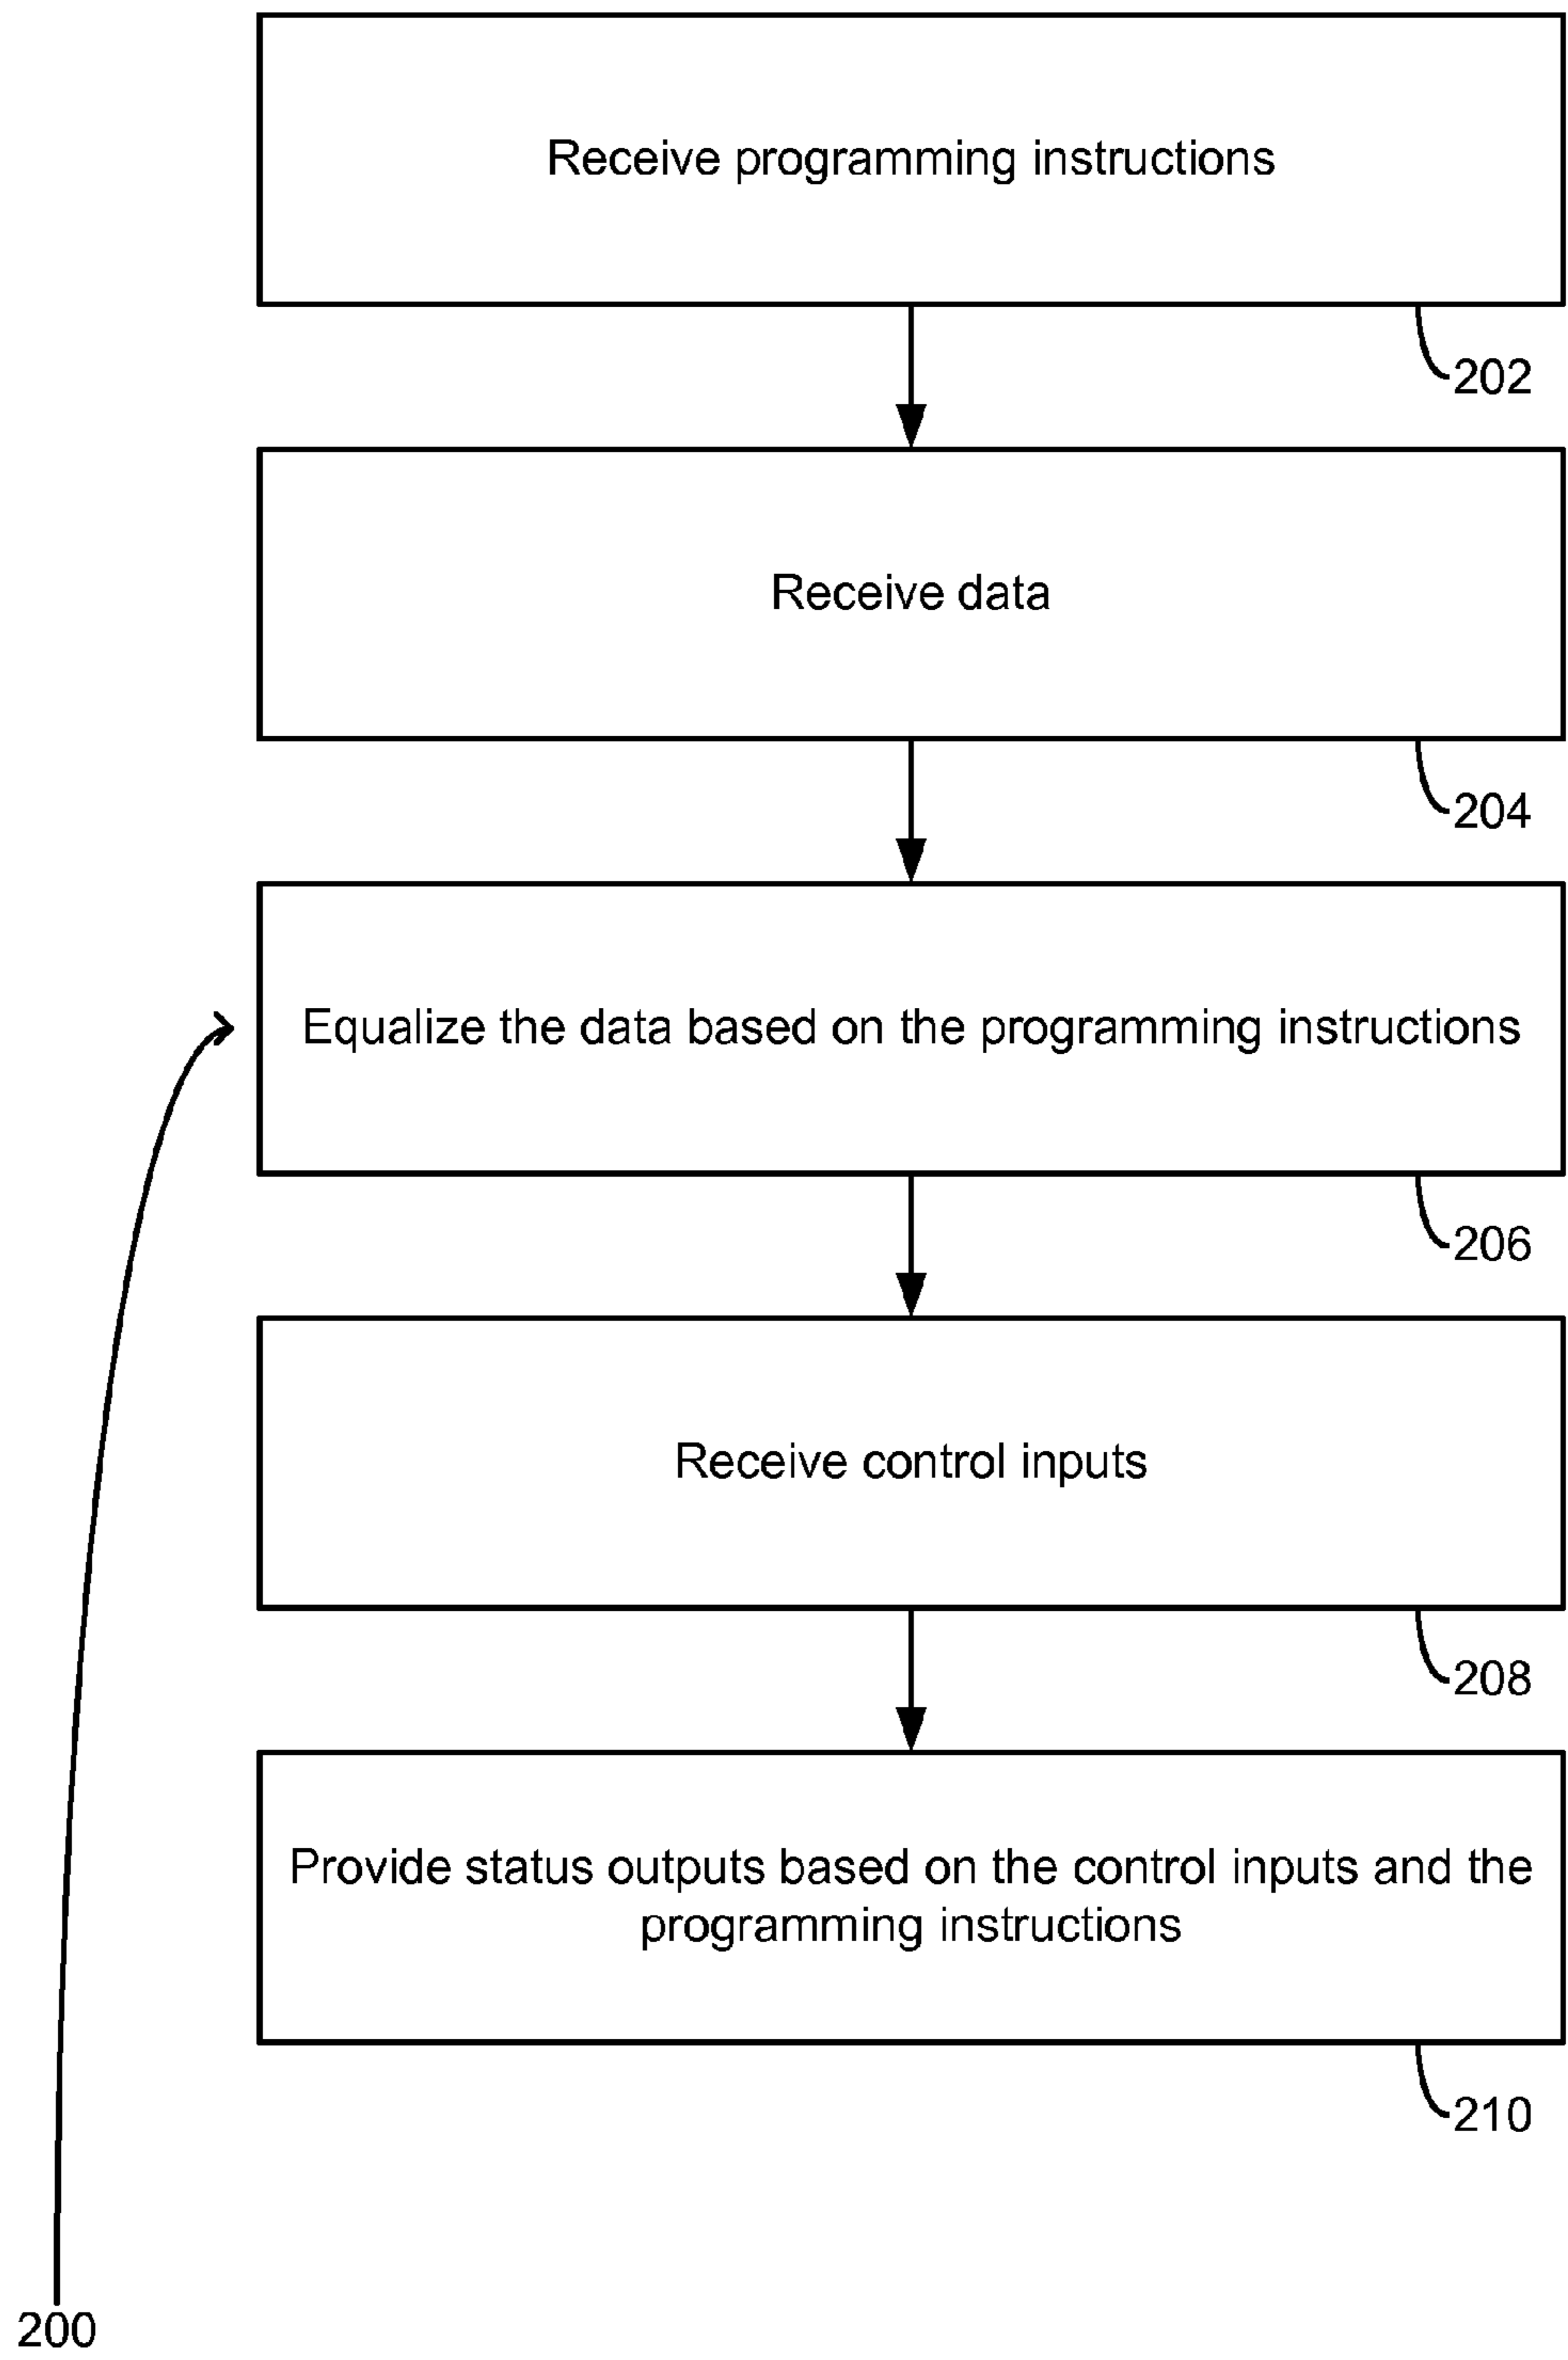 Receive programming instructions
202
Receive data
204
Equalize the data based on the programming instructions
206
Receive control inputs
208
Provide status outputs based on the control inputs and the
programming instructions
210
200